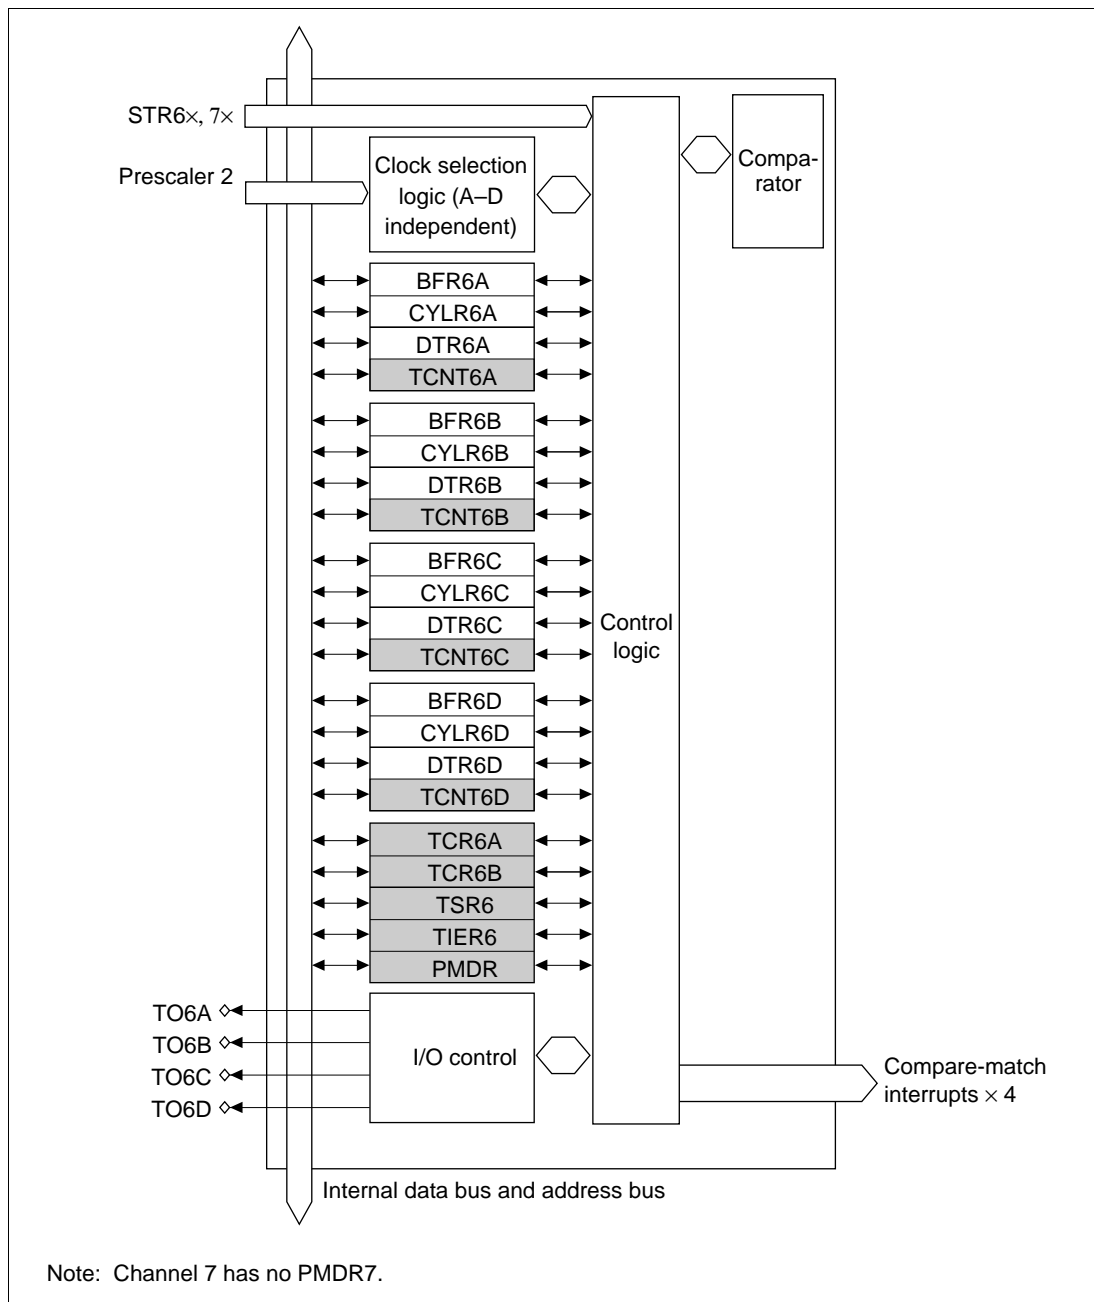 STR6×, 7×
Prescaler 2
Clock selection
logic (A–D
independent)
Compa-
rator
BFR6A
CYLR6A
DTR6A
TCNT6A
BFR6B
CYLR6B
DTR6B
TCNT6B
BFR6C
CYLR6C
DTR6C
TCNT6C
Control
logic
BFR6D
CYLR6D
DTR6D
TCNT6D
TCR6A
TCR6B
TSR6
TIER6
PMDR
TO6A
TO6B
TO6C
TO6D
I/O control
Compare-match
interrupts × 4
Internal data bus and address bus
Note: Channel 7 has no PMDR7.